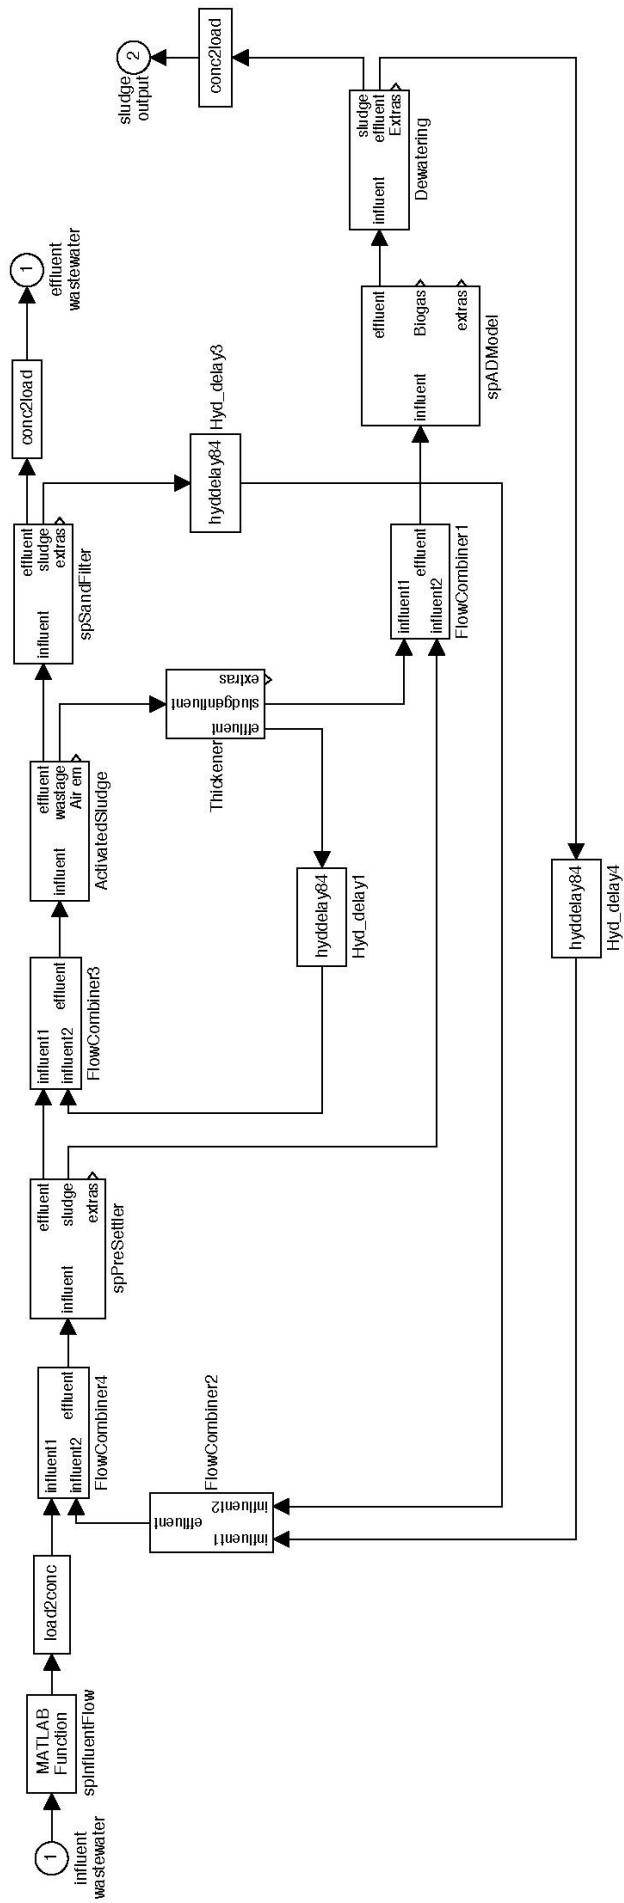 1
influent
wastewater
MATLAB
Function
spInfluentFlow
load2conc
influent1
influent2
effluent
FlowCombiner4
influent1
influent2
effluent
FlowCombiner2
influent
effluent
sludge
extras
spPreSettler
influent1
influent2
effluent
FlowCombiner3
influent
effluent
wastage
Air em
ActivatedSludge
influent
effluent
sludge
extras
spSandFilter
conc2load
1
effluent
wastewater
Thickener
effluent
sludge
influent
extras
hyddelay84
Hyd_delay1
hyddelay84
Hyd_delay3
influent1
influent2
effluent
FlowCombiner1
influent
effluent
Biogas
extras
spADModel
influent
sludge
effluent
Extras
Dewatering
conc2load
2
sludge
output
hyddelay84
Hyd_delay4